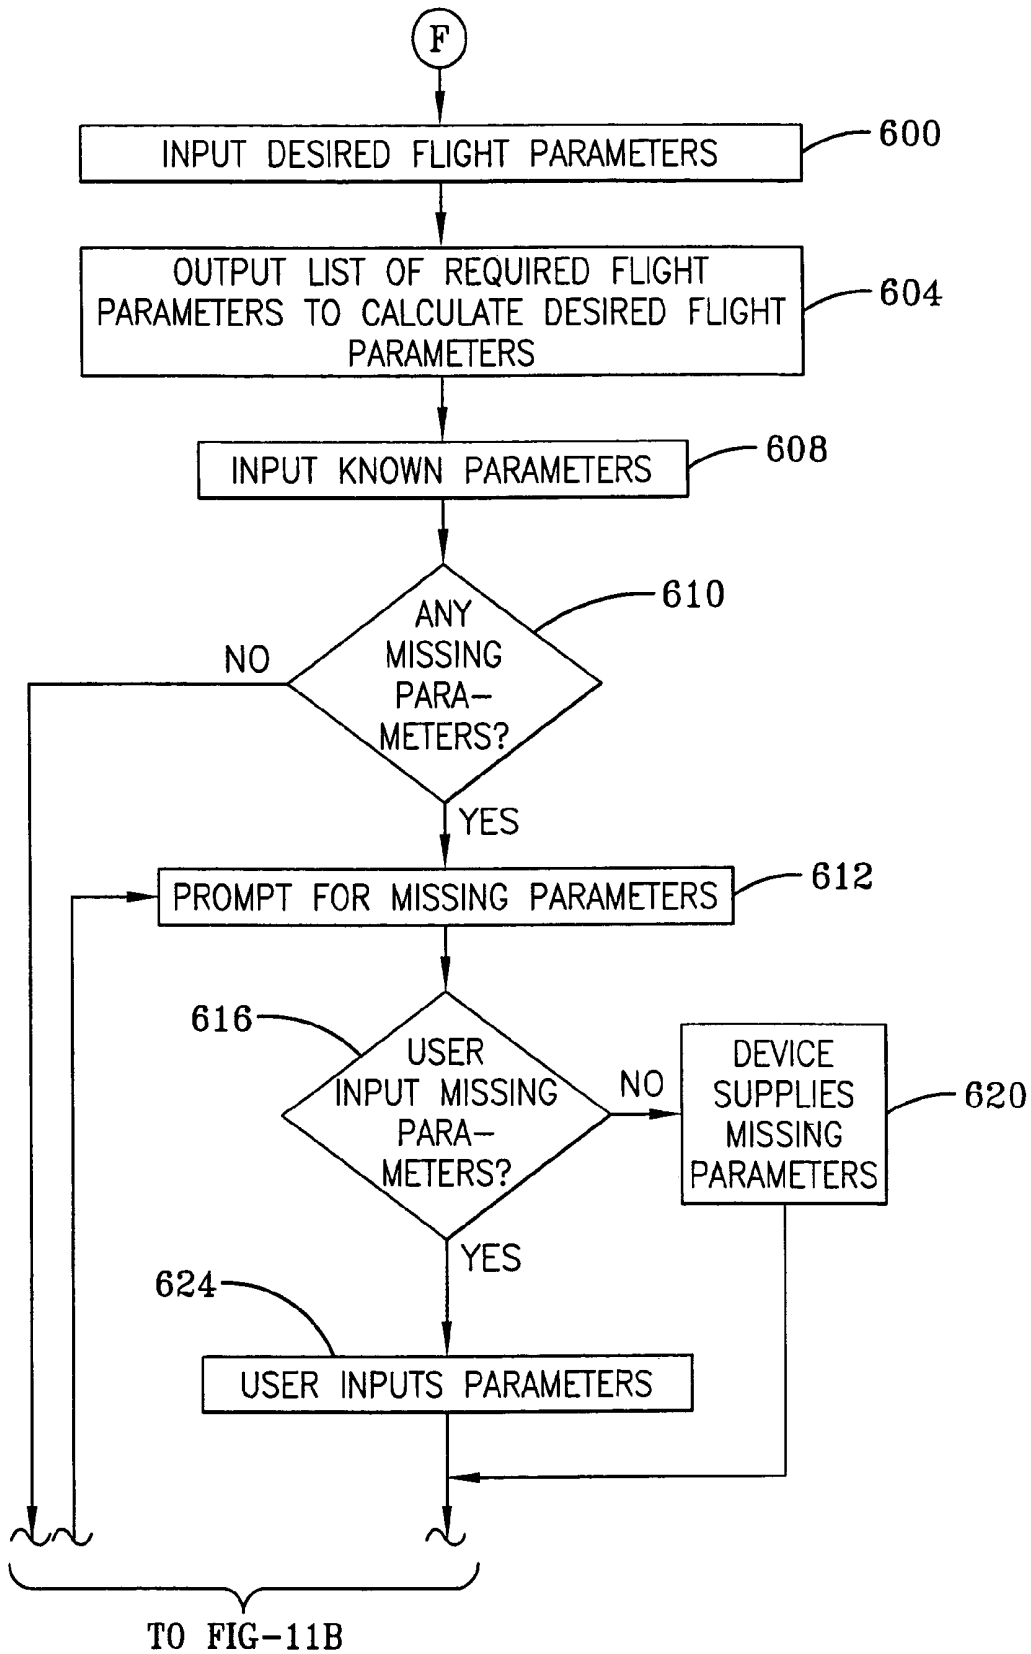 F
INPUT DESIRED FLIGHT PARAMETERS
600
OUTPUT LIST OF REQUIRED FLIGHT
PARAMETERS TO CALCULATE DESIRED FLIGHT
PARAMETERS
604
INPUT KNOWN PARAMETERS
608
ANY
MISSING
PARA-
METERS?
610
NO
YES
PROMPT FOR MISSING PARAMETERS
612
616
USER
INPUT MISSING
PARA-
METERS?
NO
DEVICE
SUPPLIES
MISSING
PARAMETERS
620
YES
624
USER INPUTS PARAMETERS
TO FIG-11B